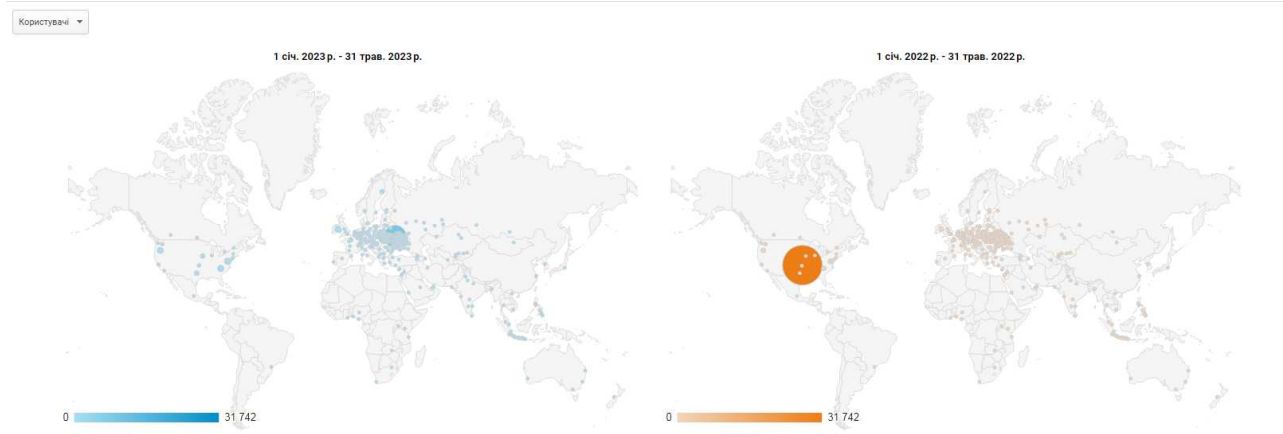 Користувачі
1 січ. 2023 р. - 31 трав. 2023 р.
1 січ. 2022 р. - 31 трав. 2022 р.
0 31 742
0 31 742